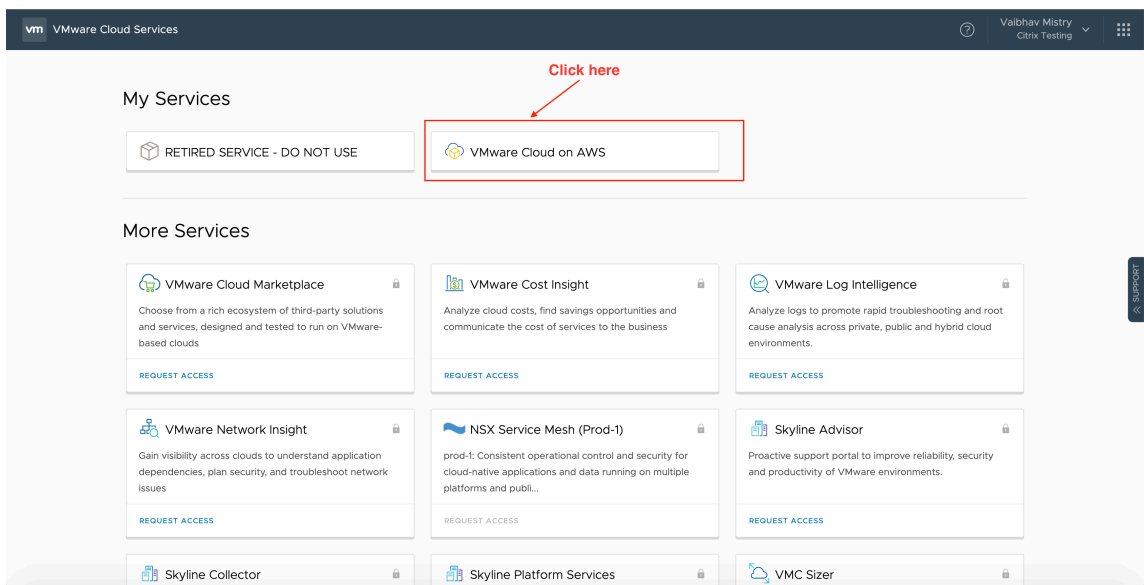 vm VMware Cloud Services
Vaibhav Mistry
Citrix Testing
Click here
My Services
RETIRED SERVICE - DO NOT USE
VMware Cloud on AWS
More Services
VMware Cloud Marketplace
Choose from a rich ecosystem of third-party solutions
and services, designed and tested to run on VMware-
based clouds
REQUEST ACCESS
VMware Cost Insight
Analyze cloud costs, find savings opportunities and
communicate the cost of services to the business
REQUEST ACCESS
VMware Log Intelligence
Analyze logs to promote rapid troubleshooting and root
cause analysis across private, public and hybrid cloud
environments.
REQUEST ACCESS
SUPPORT
VMware Network Insight
Gain visibility across clouds to understand application
dependencies, plan security, and troubleshoot network
issues
REQUEST ACCESS
NSX Service Mesh (Prod-1)
prod-1: Consistent operational control and security for
cloud-native applications and data running on multiple
platforms and publi...
REQUEST ACCESS
Skyline Advisor
Proactive support portal to improve reliability, security
and productivity of VMware environments.
REQUEST ACCESS
Skyline Collector
Skyline Platform Services
VMC Sizer